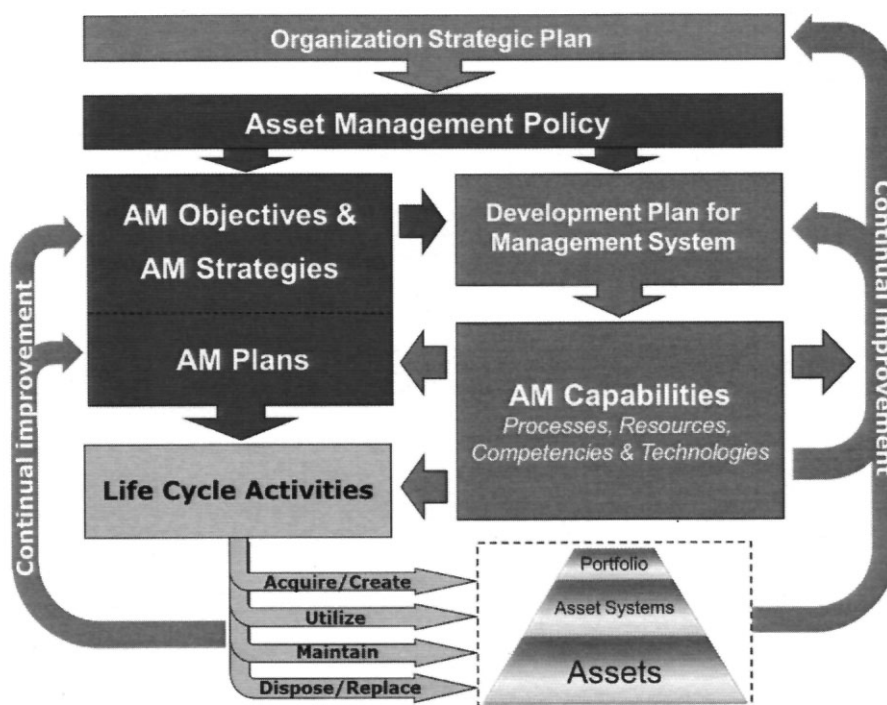 Organization Strategic Plan
Asset Management Policy
AM Objectives &
AM Strategies
Development Plan for
Management System
AM Plans
AM Capabilities
Processes, Resources,
Competencies & Technologies
Life Cycle Activities
Acquire/Create
Utilize
Maintain
Dispose/Replace
Portfolio
Asset Systems
Assets
Continual improvement
Continual improvement